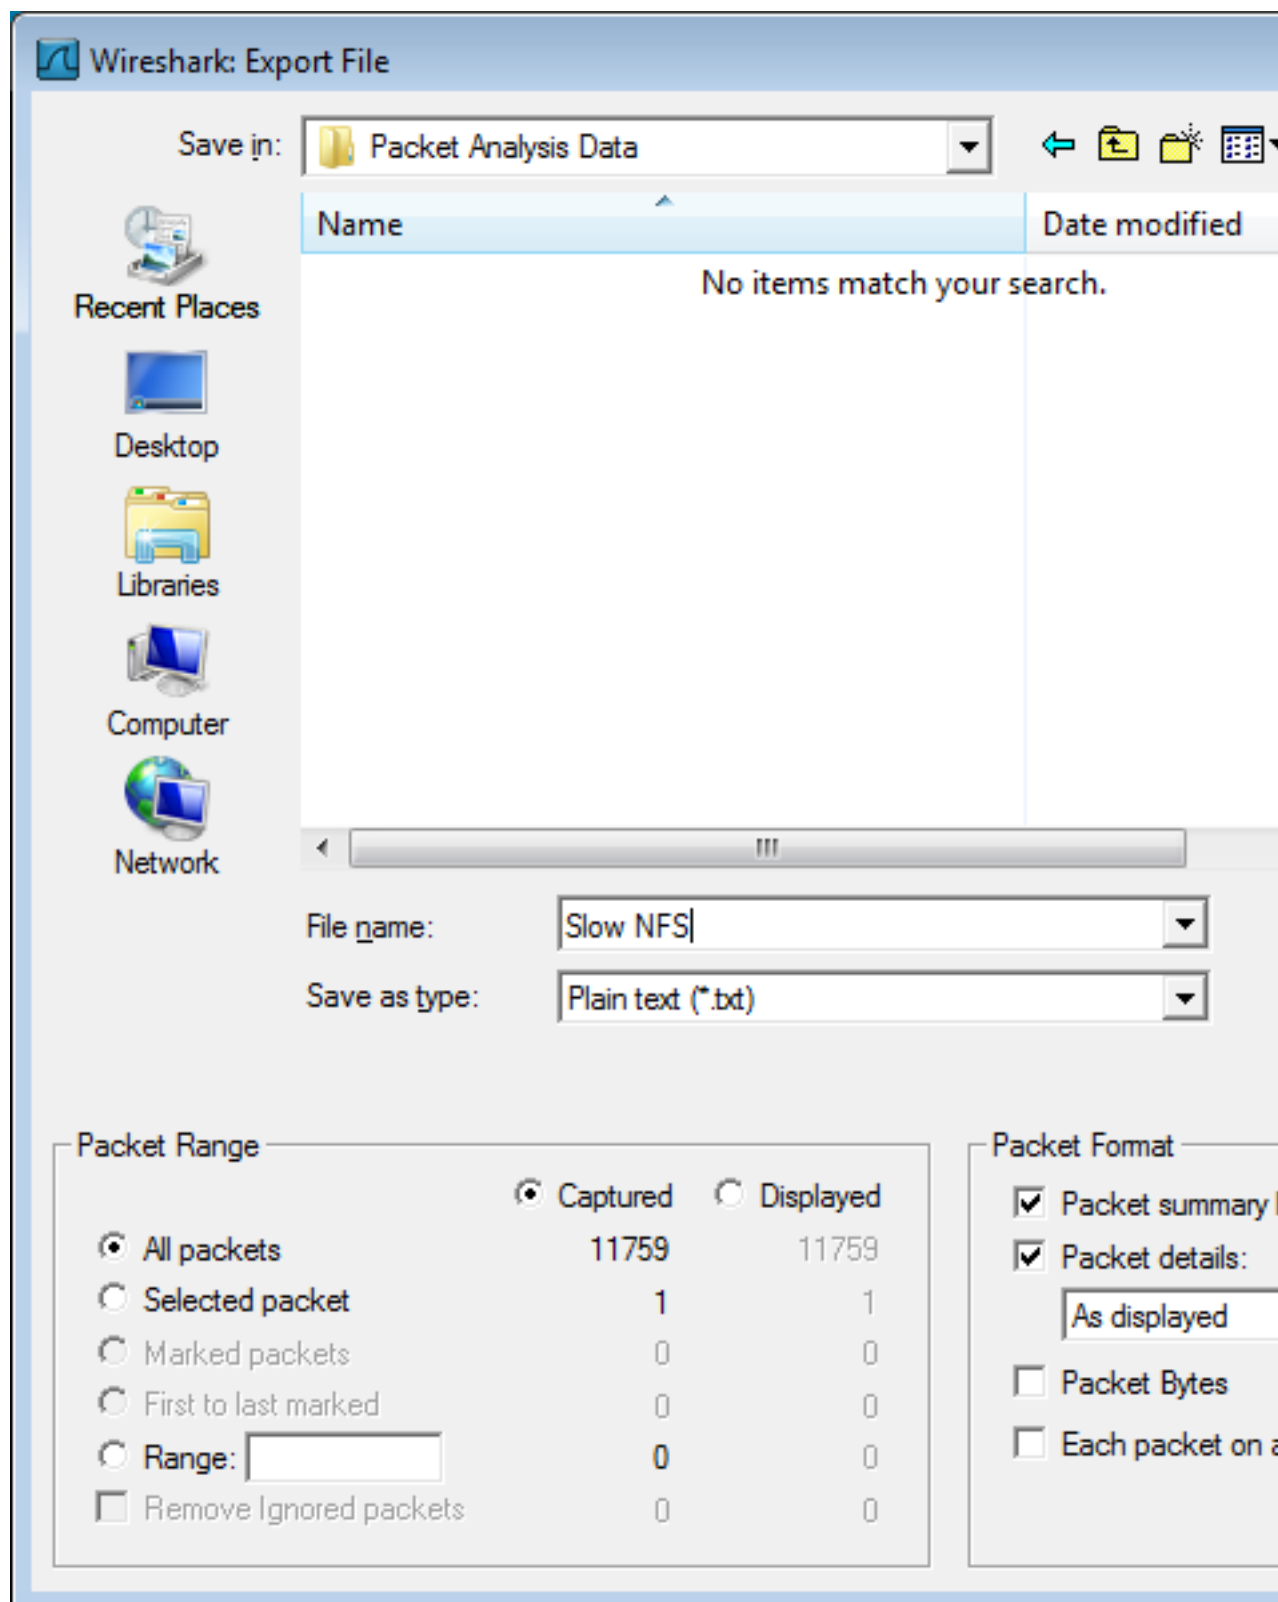 Wireshark: Export File
Save in: Packet Analysis Data
Name Date modified
No items match your search.
Recent Places
Desktop
Libraries
Computer
Network
File name: Slow NFS
Save as type: Plain text (*.txt)
Packet Range
Captured Displayed
All packets 11759 11759
Selected packet 1 1
Marked packets 0 0
First to last marked 0 0
Range: 0 0
Remove Ignored packets 0 0
Packet Format
Packet summary
Packet details:
As displayed
Packet Bytes
Each packet on